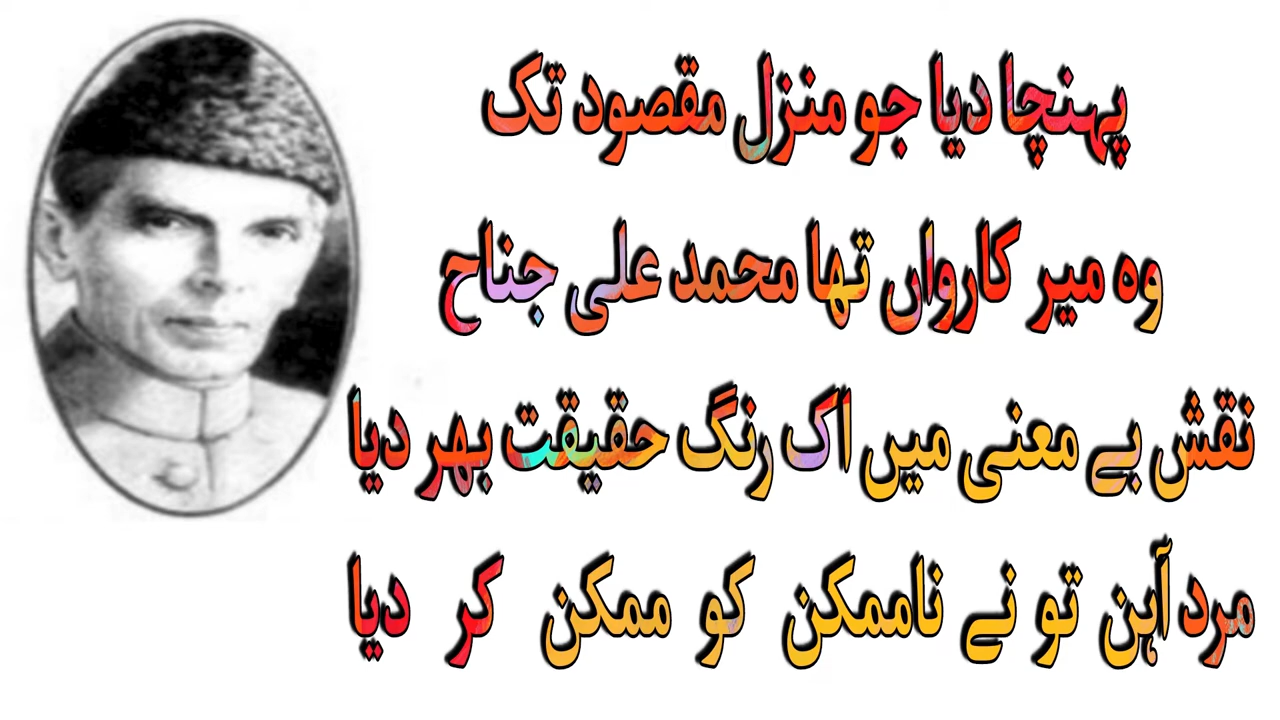 پہنچا دیا جو منزل مقصود تک
وہ میر کارواں تھا محمد علی جناح
نقش بے معنی میں اک رنگ حقیقت بھر دیا
مرد آہن تو نے ناممکن کو ممکن کر دیا